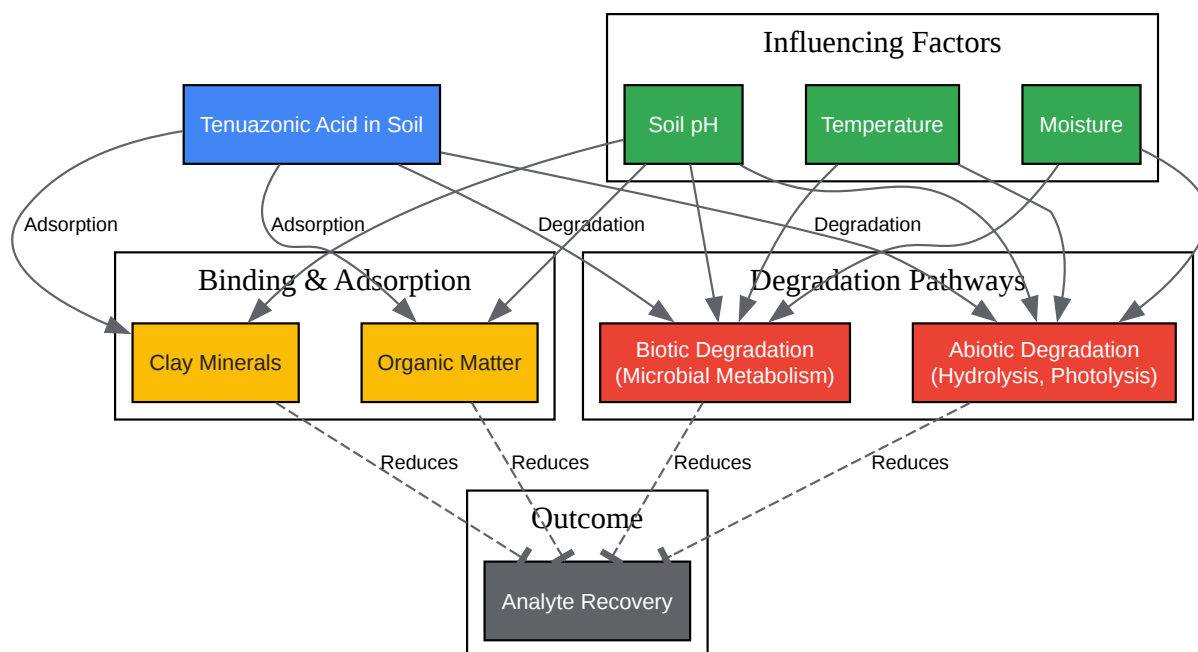 Influencing Factors
Tenuazonic Acid in Soil
Soil pH
Temperature
Moisture
Adsorption
Adsorption
Degradation
Degradation
Binding & Adsorption
Degradation Pathways
Clay Minerals
Organic Matter
Biotic Degradation
(Microbial Metabolism)
Abiotic Degradation
(Hydrolysis, Photolysis)
Reduces
Reduces
Reduces
Reduces
Outcome
Analyte Recovery